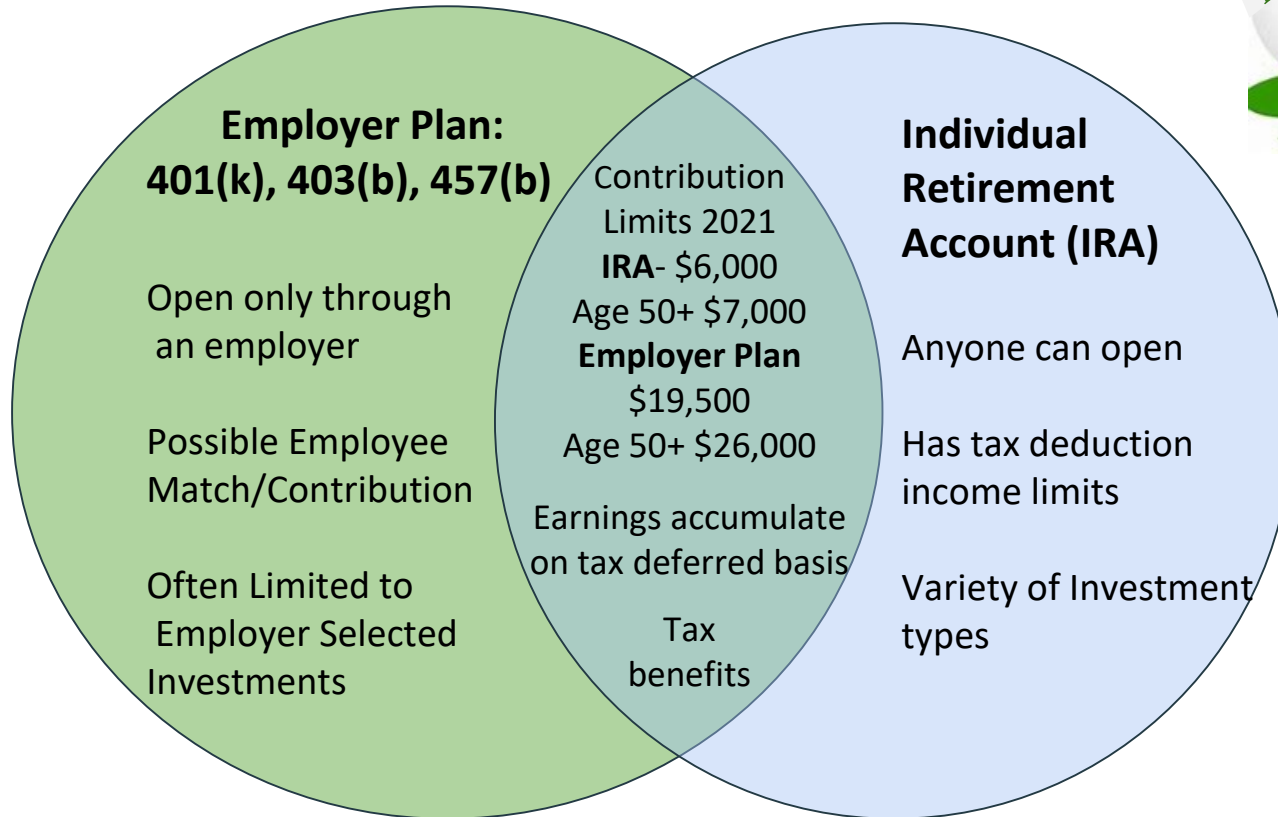 Employer Plan:
401(k), 403(b), 457(b)
Open only through
an employer
Possible Employee
Match/Contribution
Often Limited to
Employer Selected
Investments
Contribution
Limits 2021
IRA- $6,000
Age 50+ $7,000
Employer Plan
$19,500
Age 50+ $26,000
Earnings accumulate
on tax deferred basis
Tax
benefits
Individual
Retirement
Account (IRA)
Anyone can open
Has tax deduction
income limits
Variety of Investment
types